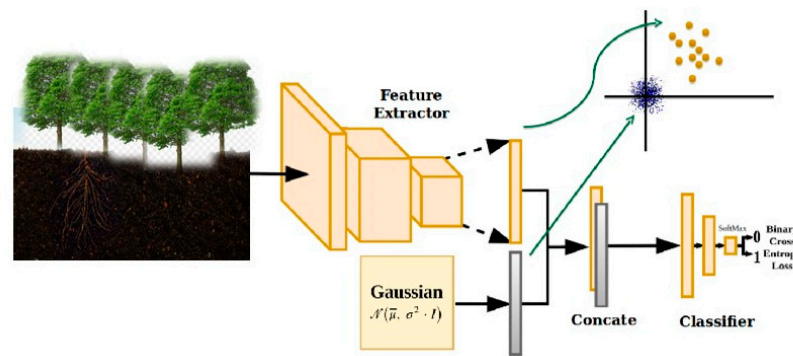 Feature
Extractor
Gaussian
𝒩(μ̅, σ² · I)
Concate
Classifier
SoftMax
0 Binar
Cross
1 Entrop
Loss